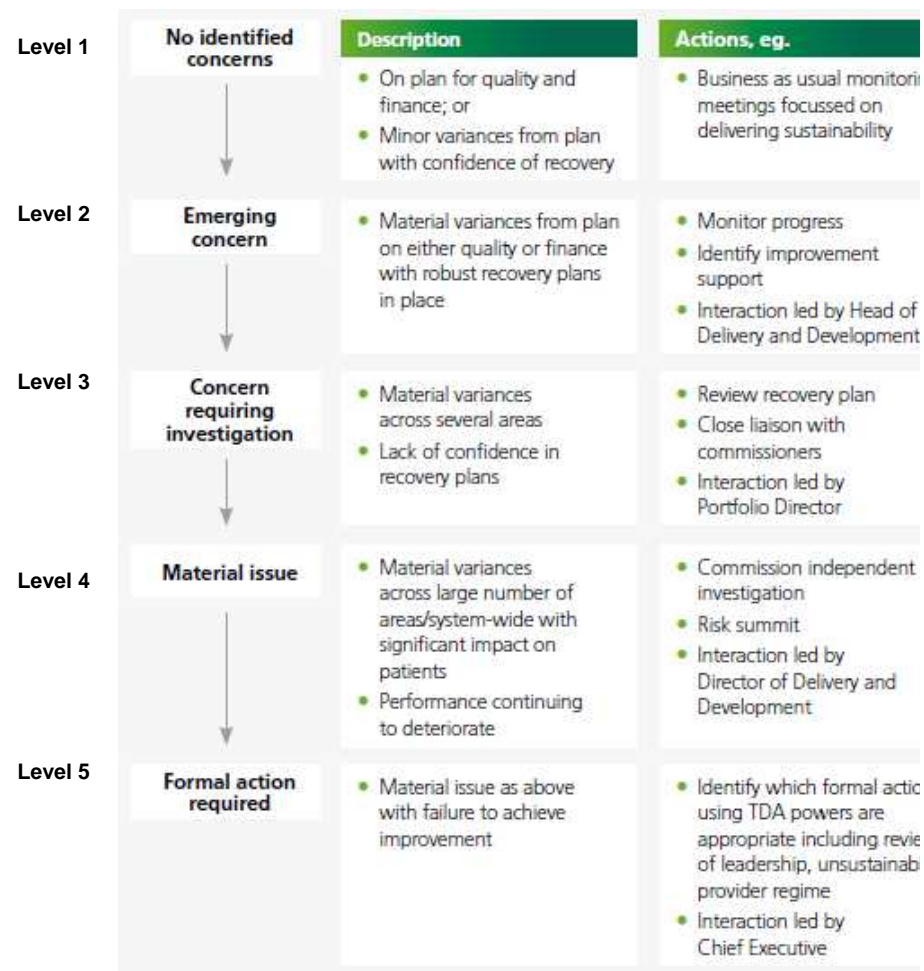 Level 1
No identified
concerns
Description
• On plan for quality and
finance; or
• Minor variances from plan
with confidence of recovery
Actions, eg.
• Business as usual
meetings focussed on
delivering sustainability
Level 2
Emerging
concern
• Material variances from plan
on either quality or finance
with robust recovery plans
in place
• Monitor progress
• Identify improvement
support
• Interaction led by Head of
Delivery and Development
Level 3
Concern
requiring
investigation
• Material variances
across several areas
• Lack of confidence in
recovery plans
• Review recovery plan
• Close liaison with
commissioners
• Interaction led by
Portfolio Director
Level 4
Material issue
• Material variances
across large number of
areas/system-wide with
significant impact on
patients
• Performance continuing
to deteriorate
• Commission independent
investigation
• Risk summit
• Interaction led by
Director of Delivery and
Development
Level 5
Formal action
required
• Material issue as above
with failure to achieve
improvement
• Identify which formal
using TDA powers are
appropriate including
of leadership,
provider regime
• Interaction led by
Chief Executive